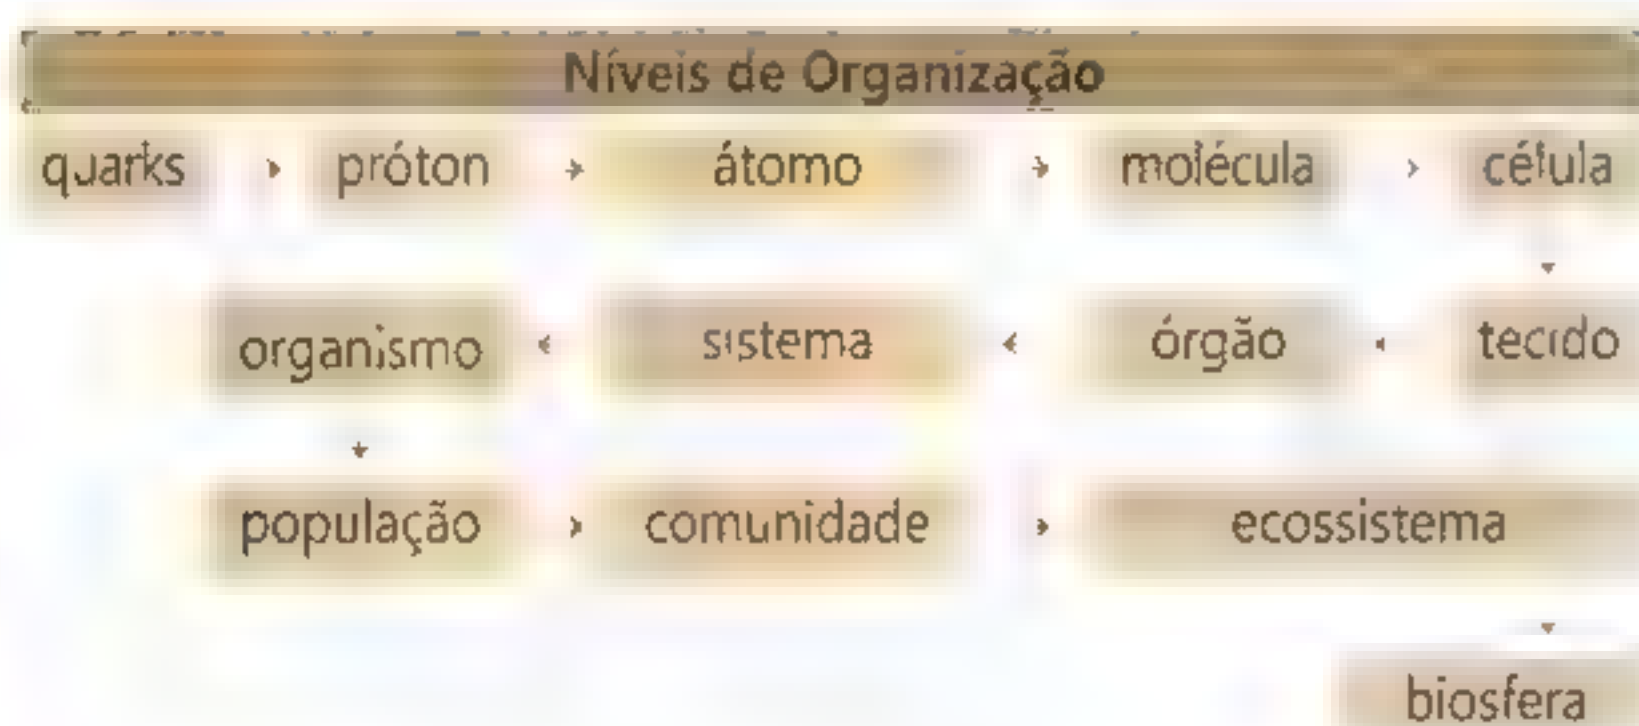 Níveis de Organização
quarks próton átomo molécula célula
organismo sistema órgão tecido
população comunidade ecossistema
biosfera